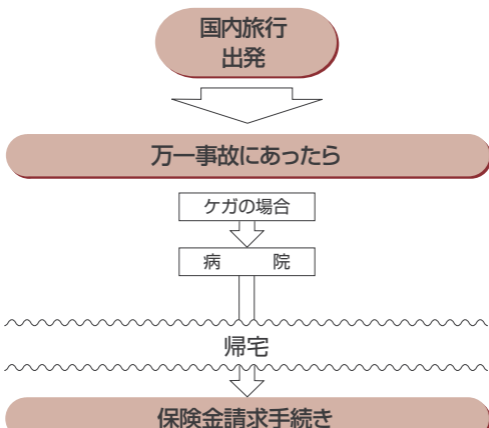 国内旅行
出発
万一事故にあったら
ケガの場合
病　　院
帰宅
保険金請求手続き